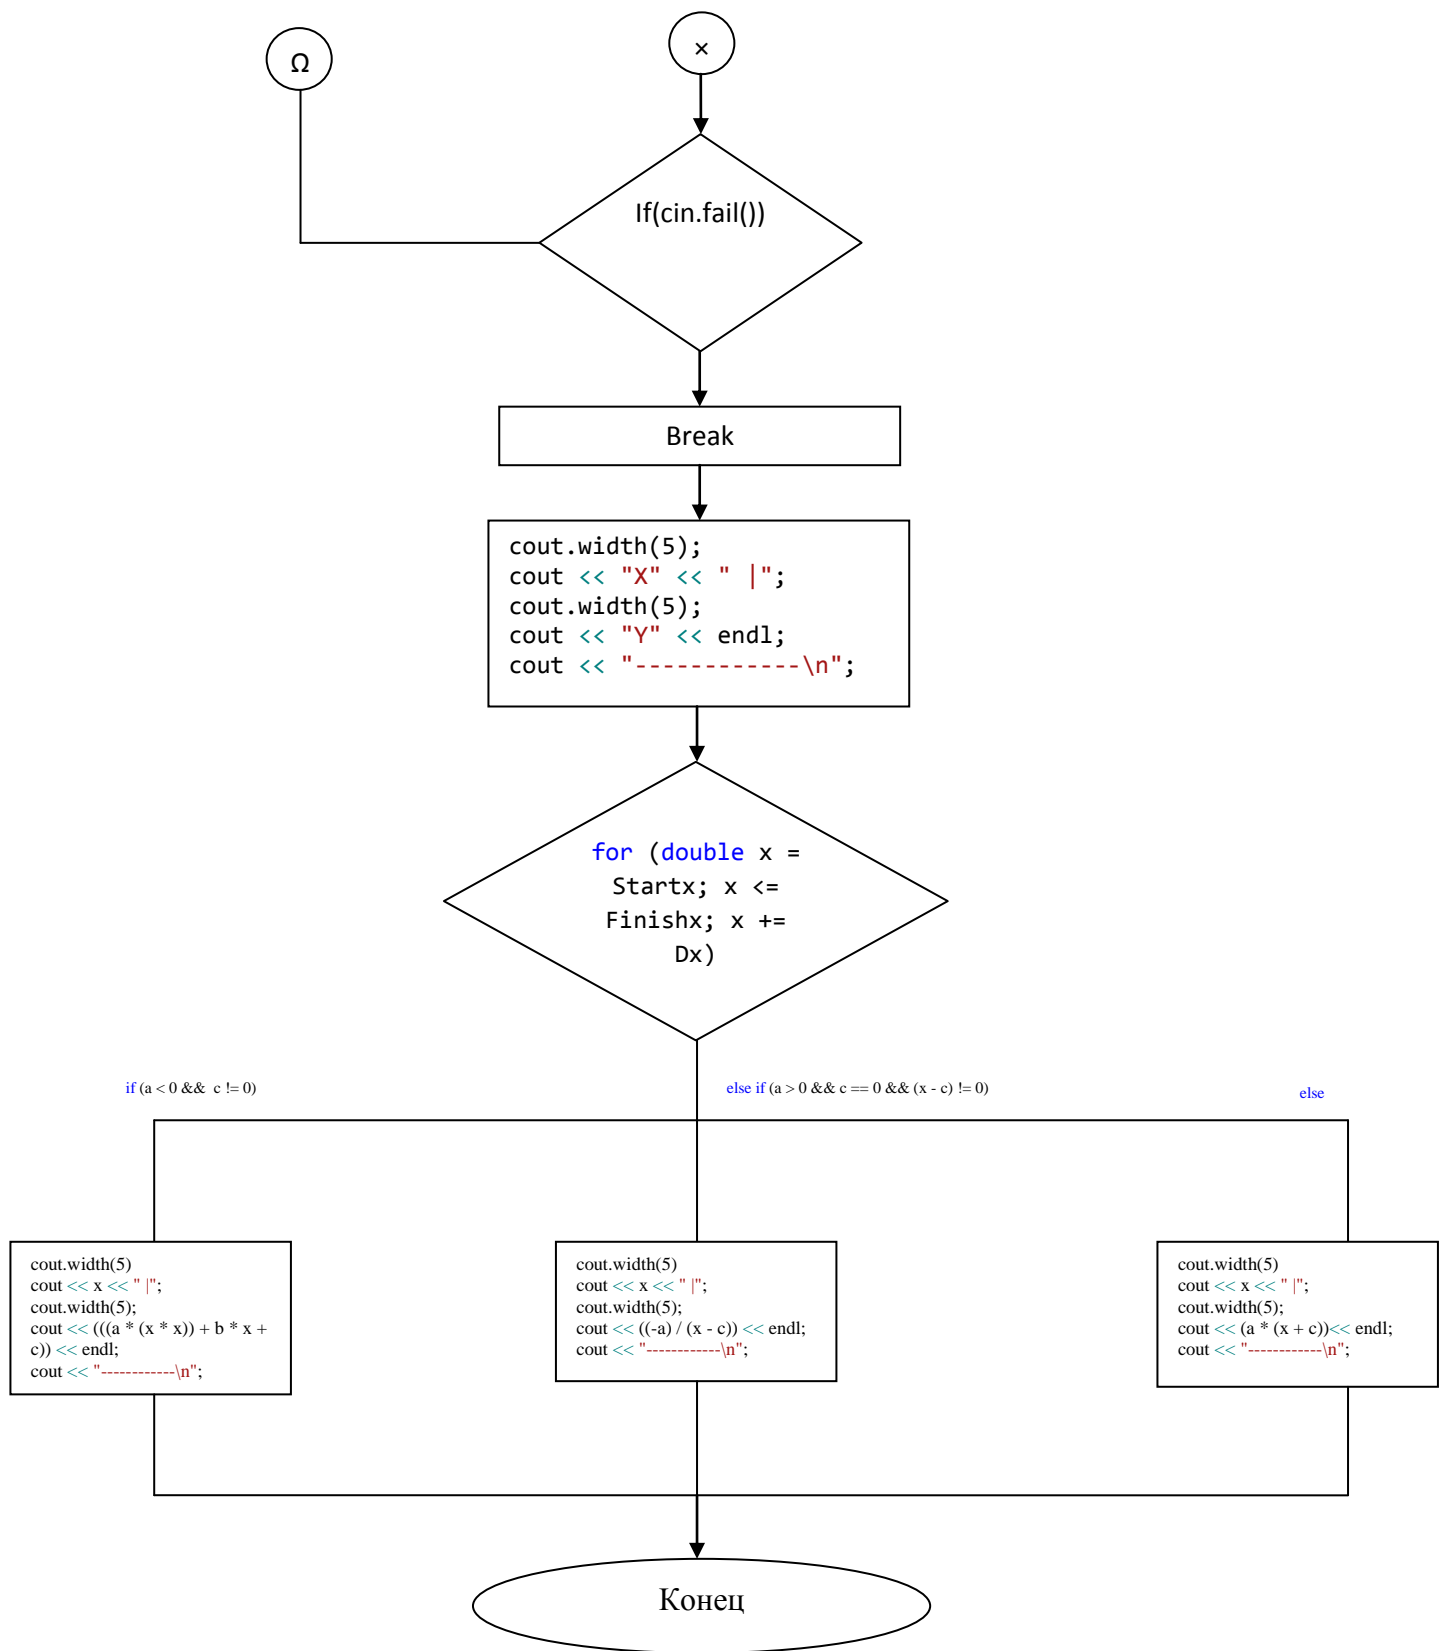 Ω
×
If(cin.fail())
Break
cout.width(5);
cout << "X" << " |";
cout.width(5);
cout << "Y" << endl;
cout << "------------\n";
for (double x =
Startx; x <=
Finishx; x +=
Dx)
if (a < 0 &&  c != 0)
else if (a > 0 && c == 0 && (x - c) != 0)
else
cout.width(5)
cout << x << " |";
cout.width(5);
cout << (((a * (x * x)) + b * x +
c)) << endl;
cout << "------------\n";
cout.width(5)
cout << x << " |";
cout.width(5);
cout << ((-a) / (x - c)) << endl;
cout << "------------\n";
cout.width(5)
cout << x << " |";
cout.width(5);
cout << (a * (x + c))<< endl;
cout << "------------\n";
Конец